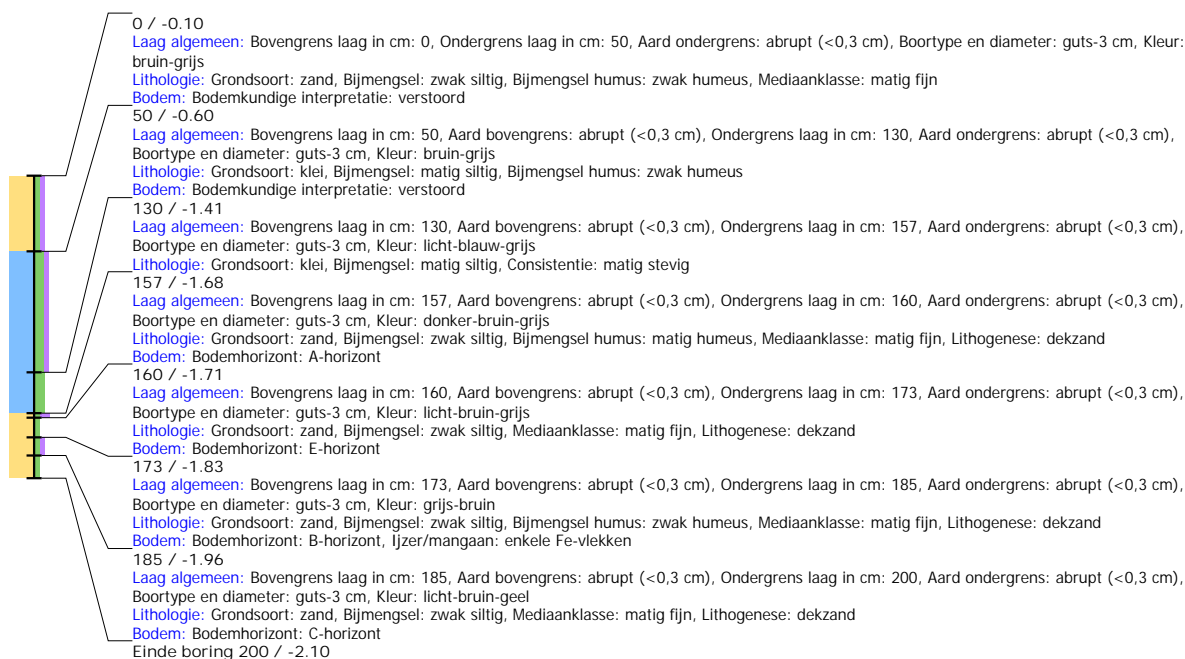 0 / -0.10
Laag algemeen: Bovengrens laag in cm: 0, Ondergrens laag in cm: 50, Aard ondergrens: abrupt (<0,3 cm), Boortype en diameter: guts-3 cm, Kleur:
bruin-grijs
Lithologie: Grondsoort: zand, Bijmengsel: zwak siltig, Bijmengsel humus: zwak humeus, Mediaanklasse: matig fijn
Bodem: Bodemkundige interpretatie: verstoord
50 / -0.60
Laag algemeen: Bovengrens laag in cm: 50, Aard bovengrens: abrupt (<0,3 cm), Ondergrens laag in cm: 130, Aard ondergrens: abrupt (<0,3 cm),
Boortype en diameter: guts-3 cm, Kleur: bruin-grijs
Lithologie: Grondsoort: klei, Bijmengsel: matig siltig, Bijmengsel humus: zwak humeus
Bodem: Bodemkundige interpretatie: verstoord
130 / -1.41
Laag algemeen: Bovengrens laag in cm: 130, Aard bovengrens: abrupt (<0,3 cm), Ondergrens laag in cm: 157, Aard ondergrens: abrupt (<0,3 cm),
Boortype en diameter: guts-3 cm, Kleur: licht-blauw-grijs
Lithologie: Grondsoort: klei, Bijmengsel: matig siltig, Consistentie: matig stevig
157 / -1.68
Laag algemeen: Bovengrens laag in cm: 157, Aard bovengrens: abrupt (<0,3 cm), Ondergrens laag in cm: 160, Aard ondergrens: abrupt (<0,3 cm),
Boortype en diameter: guts-3 cm, Kleur: donker-bruin-grijs
Lithologie: Grondsoort: zand, Bijmengsel: zwak siltig, Bijmengsel humus: matig humeus, Mediaanklasse: matig fijn, Lithogenese: dekzand
Bodem: Bodemhorizont: A-horizont
160 / -1.71
Laag algemeen: Bovengrens laag in cm: 160, Aard bovengrens: abrupt (<0,3 cm), Ondergrens laag in cm: 173, Aard ondergrens: abrupt (<0,3 cm),
Boortype en diameter: guts-3 cm, Kleur: licht-bruin-grijs
Lithologie: Grondsoort: zand, Bijmengsel: zwak siltig, Mediaanklasse: matig fijn, Lithogenese: dekzand
Bodem: Bodemhorizont: E-horizont
173 / -1.83
Laag algemeen: Bovengrens laag in cm: 173, Aard bovengrens: abrupt (<0,3 cm), Ondergrens laag in cm: 185, Aard ondergrens: abrupt (<0,3 cm),
Boortype en diameter: guts-3 cm, Kleur: grijs-bruin
Lithologie: Grondsoort: zand, Bijmengsel: zwak siltig, Bijmengsel humus: zwak humeus, Mediaanklasse: matig fijn, Lithogenese: dekzand
Bodem: Bodemhorizont: B-horizont, Ijzer/mangaan: enkele Fe-vlekken
185 / -1.96
Laag algemeen: Bovengrens laag in cm: 185, Aard bovengrens: abrupt (<0,3 cm), Ondergrens laag in cm: 200, Aard ondergrens: abrupt (<0,3 cm),
Boortype en diameter: guts-3 cm, Kleur: licht-bruin-geel
Lithologie: Grondsoort: zand, Bijmengsel: zwak siltig, Mediaanklasse: matig fijn, Lithogenese: dekzand
Bodem: Bodemhorizont: C-horizont
Einde boring 200 / -2.10